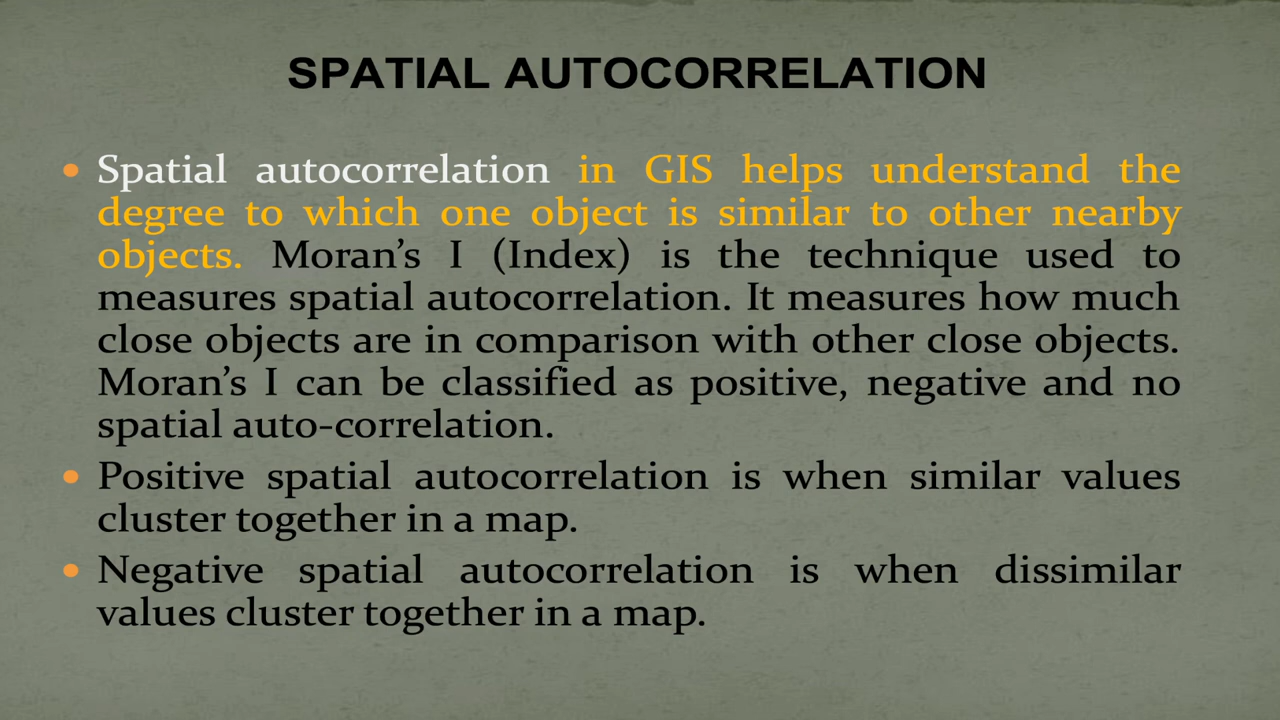 SPATIAL AUTOCORRELATION
• Spatial autocorrelation in GIS helps understand the
degree to which one object is similar to other nearby
objects. Moran’s I (Index) is the technique used to
measures spatial autocorrelation. It measures how much
close objects are in comparison with other close objects.
Moran’s I can be classified as positive, negative and no
spatial auto-correlation.
• Positive spatial autocorrelation is when similar values
cluster together in a map.
• Negative spatial autocorrelation is when dissimilar
values cluster together in a map.